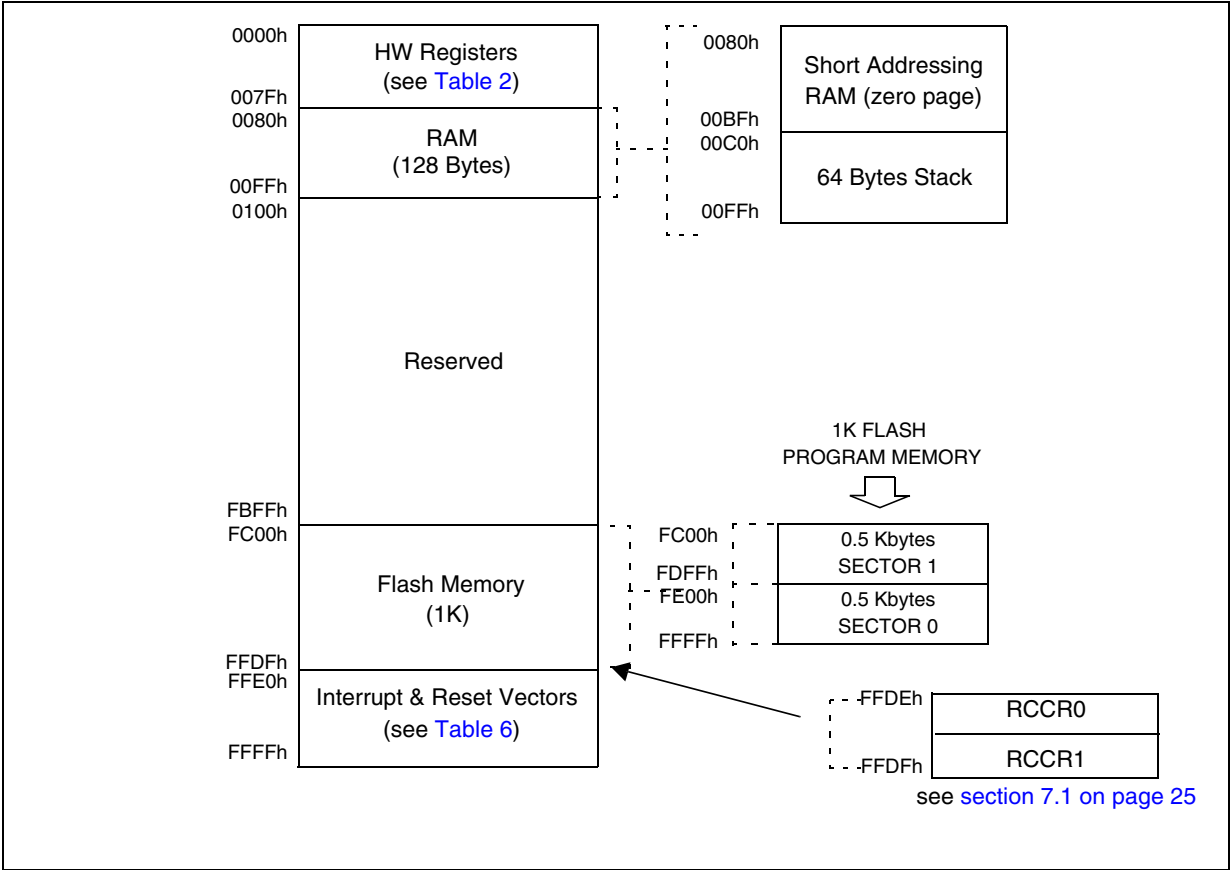 0000h
HW Registers
(see Table 2)
007Fh
0080h
RAM
(128 Bytes)
00FFh
0100h
Reserved
FBFFh
FC00h
Flash Memory
(1K)
FFDFh
FFE0h
Interrupt & Reset Vectors
(see Table 6)
FFFFh
0080h
Short Addressing
RAM (zero page)
00BFh
00C0h
64 Bytes Stack
00FFh
1K FLASH
PROGRAM MEMORY
FC00h
0.5 Kbytes
SECTOR 1
FDFFh
FE00h
0.5 Kbytes
SECTOR 0
FFFFh
FFDEh
RCCR0
RCCR1
FFDFh
see section 7.1 on page 25